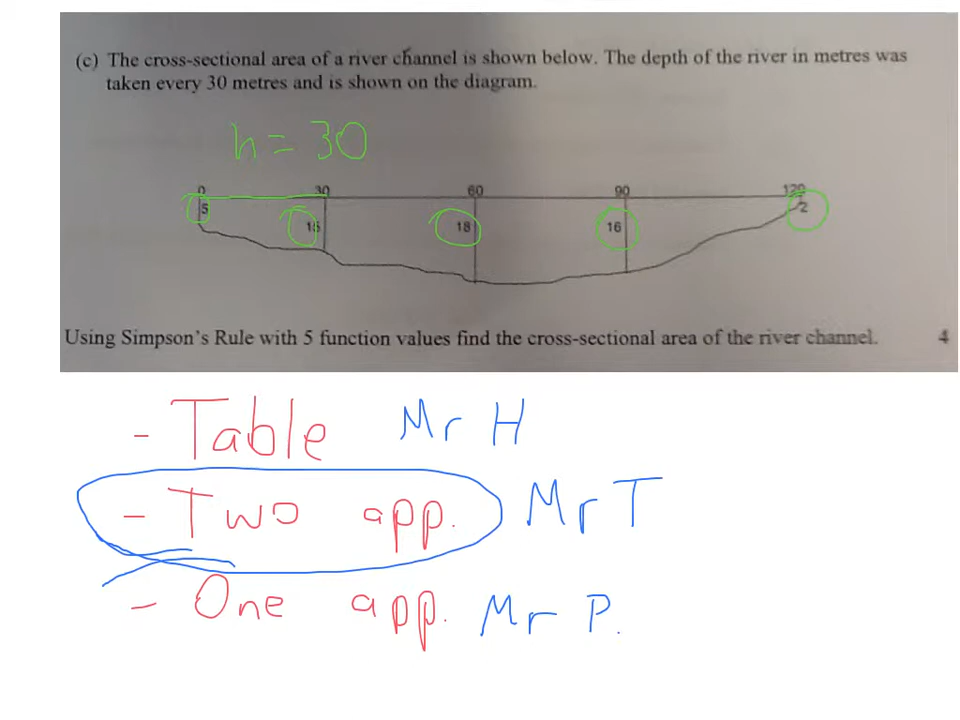 (c) The cross-sectional area of a river channel is shown below. The depth of the river in metres was
taken every 30 metres and is shown on the diagram.
h = 30
0 30 60 90 120
5 15 18 16 2
Using Simpson's Rule with 5 function values find the cross-sectional area of the river channel. 4
- Table Mr H
- Two app. Mr T
- One app. Mr P.